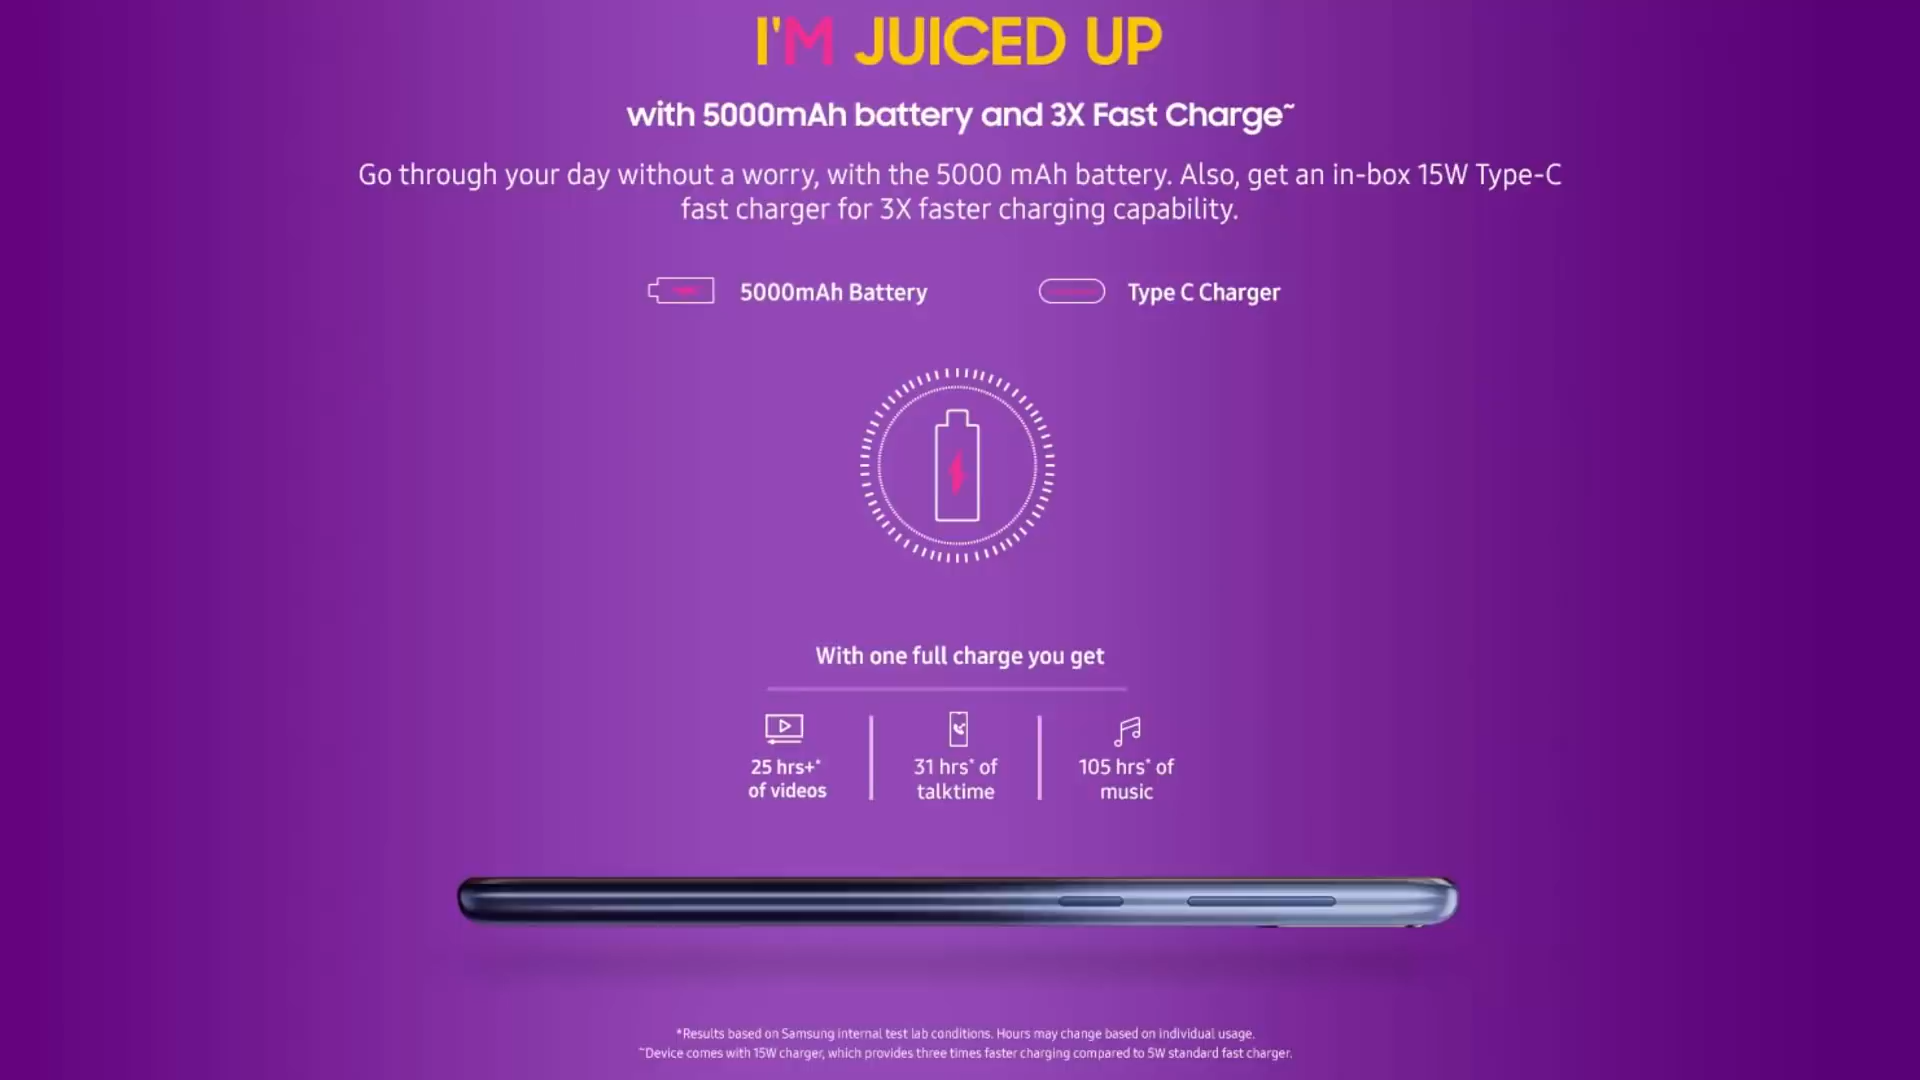 I'M JUICED UP
with 5000mAh battery and 3X Fast Charge~
Go through your day without a worry, with the 5000 mAh battery. Also, get an in-box 15W Type-C
fast charger for 3X faster charging capability.
5000mAh Battery
Type C Charger
With one full charge you get
25 hrs+*
of videos
31 hrs* of
talktime
105 hrs* of
music
*Results based on Samsung internal test lab conditions. Hours may change based on individual usage.
~Device comes with 15W charger, which provides three times faster charging compared to 5W standard fast charger.